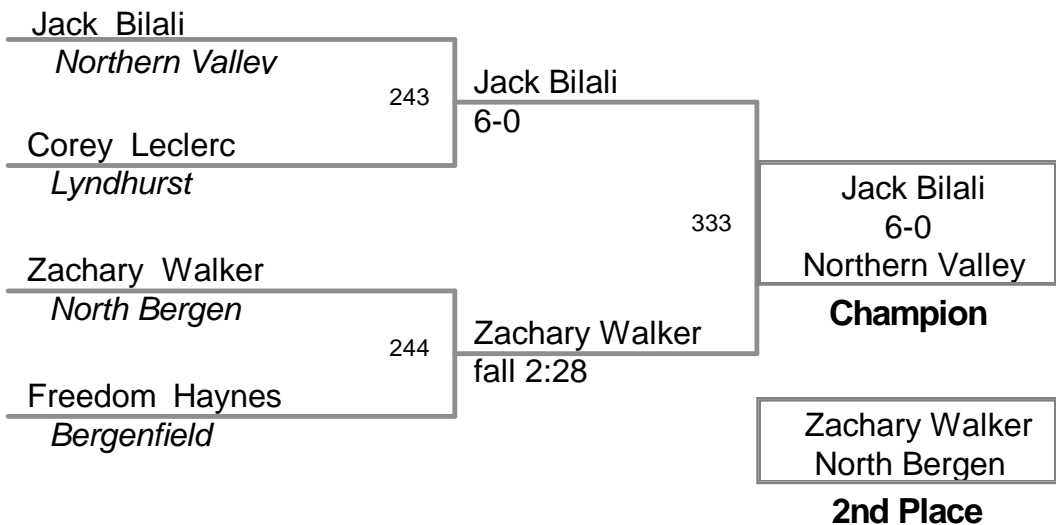 Jack Bilali
Northern Valley
243
Corey Leclerc
Lyndhurst
Jack Bilali
6-0
Zachary Walker
North Bergen
244
Freedom Haynes
Bergenfield
Zachary Walker
fall 2:28
333
Jack Bilali
6-0
Northern Valley
Champion
Zachary Walker
North Bergen
2nd Place